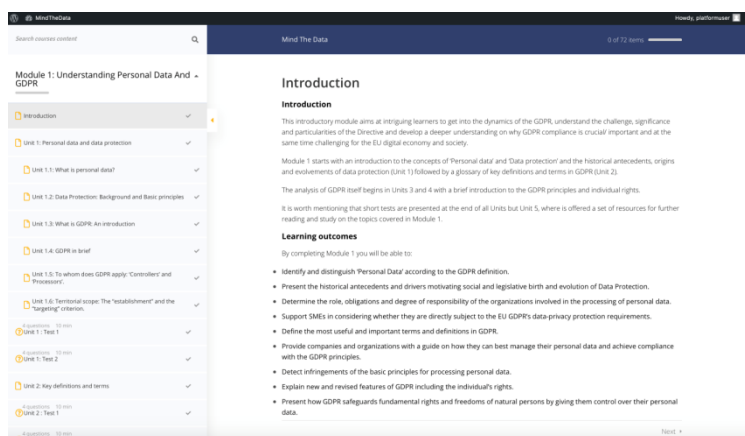 MindTheData
Howdy, platformuser
Search courses content
Mind The Data
0 of 72 items
Module 1: Understanding Personal Data And
GDPR
Introduction
Unit 1: Personal data and data protection
Unit 1.1: What is personal data?
Unit 1.2: Data Protection: Background and Basic principles
Unit 1.3: What is GDPR: An introduction
Unit 1.4: GDPR in brief
Unit 1.5: To whom does GDPR apply: 'Controllers' and
'Processors'.
Unit 1.6: Territorial scope: The "establishment" and the
"targeting" criterion.
4 questions 10 min
Unit 1 : Test 1
4 questions 10 min
Unit 1: Test 2
Unit 2: Key definitions and terms
4 questions 10 min
Unit 2 : Test 1
4 questions 10 min
Introduction
Introduction
This introductory module aims at intriguing learners to get into the dynamics of the GDPR, understand the challenge, significance
and particularities of the Directive and develop a deeper understanding on why GDPR compliance is crucial/ important and at the
same time challenging for the EU digital economy and society.
Module 1 starts with an introduction to the concepts of 'Personal data' and 'Data protection' and the historical antecedents, origins
and evolvements of data protection (Unit 1) followed by a glossary of key definitions and terms in GDPR (Unit 2).
The analysis of GDPR itself begins in Units 3 and 4 with a brief introduction to the GDPR principles and individual rights.
It is worth mentioning that short tests are presented at the end of all Units but Unit 5, where is offered a set of resources for further
reading and study on the topics covered in Module 1.
Learning outcomes
By completing Module 1 you will be able to:
Identify and distinguish 'Personal Data' according to the GDPR definition.
Present the historical antecedents and drivers motivating social and legislative birth and evolution of Data Protection.
Determine the role, obligations and degree of responsibility of the organizations involved in the processing of personal data.
Support SMEs in considering whether they are directly subject to the EU GDPR's data-privacy protection requirements.
Define the most useful and important terms and definitions in GDPR.
Provide companies and organizations with a guide on how they can best manage their personal data and achieve compliance
with the GDPR principles.
Detect infringements of the basic principles for processing personal data.
Explain new and revised features of GDPR including the individual's rights.
Present how GDPR safeguards fundamental rights and freedoms of natural persons by giving them control over their personal
data.
Next